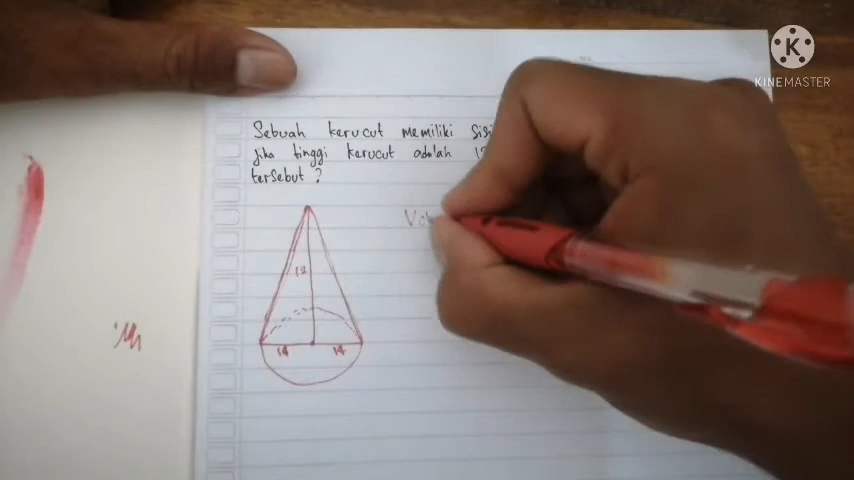 Sebuah kerucut memiliki
Jika tinggi kerucut adalah
tersebut ?
12
14 14
K
KINEMASTER